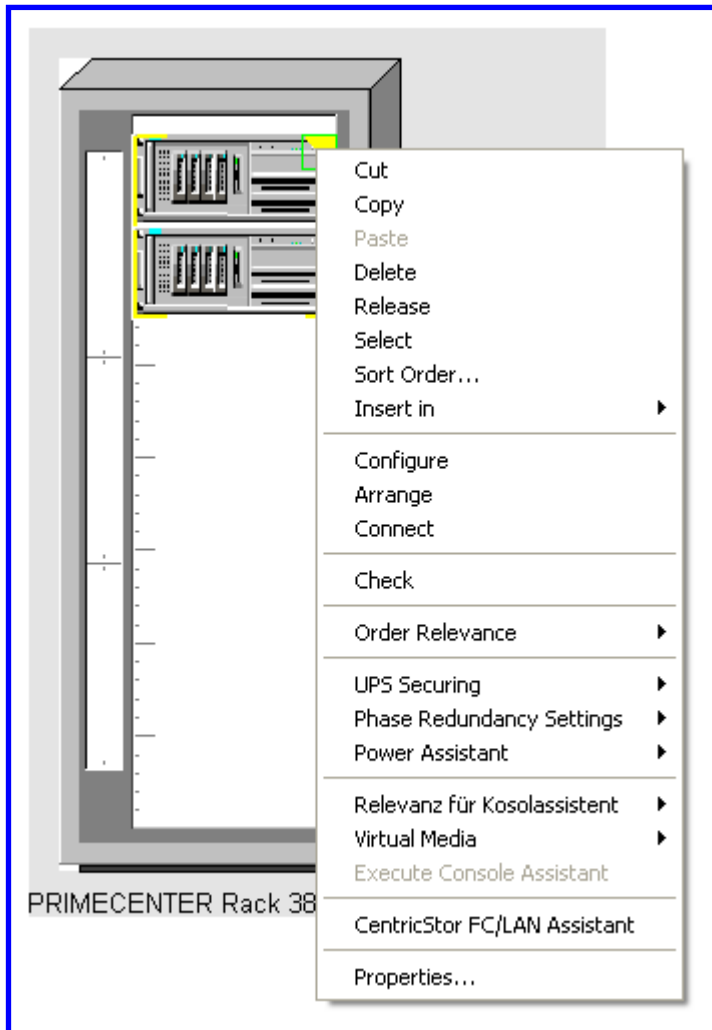 Cut
Copy
Paste
Delete
Release
Select
Sort Order...
Insert in
Configure
Arrange
Connect
Check
Order Relevance
UPS Securing
Phase Redundancy Settings
Power Assistant
Relevanz für Kosolassistent
Virtual Media
Execute Console Assistant
PRIMECENTER Rack 38
CentricStor FC/LAN Assistant
Properties...